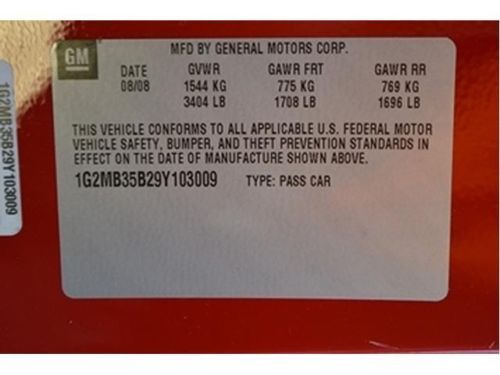 GM
MFD BY GENERAL MOTORS CORP.
DATE GVWR GAWR FRT GAWR RR
08/08 1544 KG 775 KG 769 KG
3404 LB 1708 LB 1696 LB
THIS VEHICLE CONFORMS TO ALL APPLICABLE U.S. FEDERAL MOTOR
VEHICLE SAFETY, BUMPER, AND THEFT PREVENTION STANDARDS IN
EFFECT ON THE DATE OF MANUFACTURE SHOWN ABOVE.
1G2MB35B29Y103009 TYPE: PASS CAR
1G2MB35B29Y103009